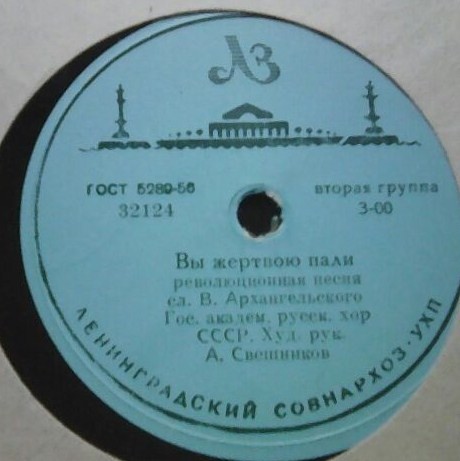 ЛЗ
ГОСТ 5289-56
32124
вторая группа
3-00
Вы жертвою пали
революционная песня
сл. В. Архангельского
Гос. академ. русск. хор
СССР. Худ. рук.
А. Свешников
ЛЕНИНГРАДСКИЙ СОВНАРХОЗ·УХП